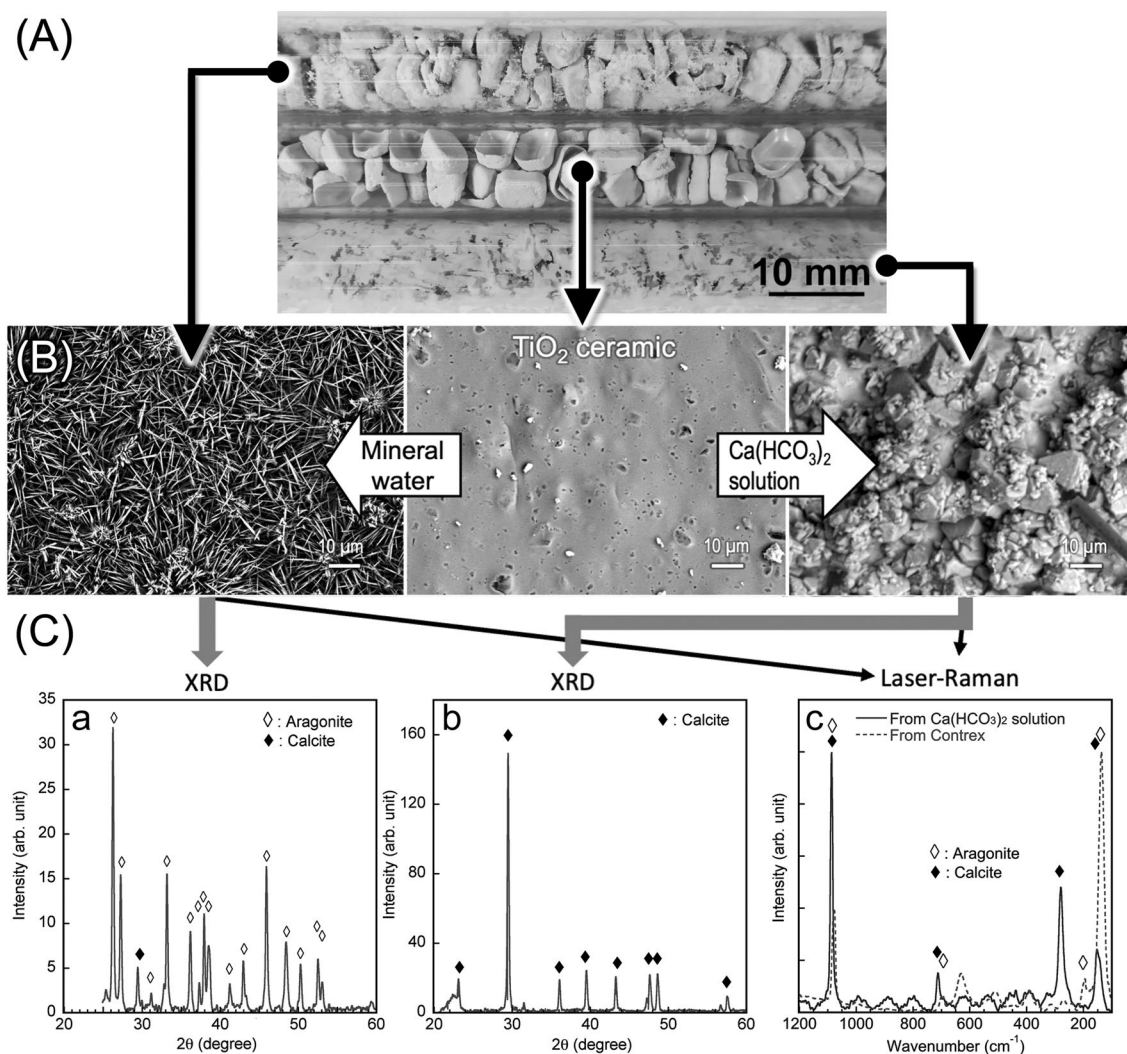 (A)
10 mm
(B)
TiO2 ceramic
Mineral
water
Ca(HCO3)2
solution
10 μm
10 μm
10 μm
(C)
XRD
XRD
Laser-Raman
a
◇ : Aragonite
◆ : Calcite
Intensity (arb. unit)
35
30
25
20
15
10
5
0
20
30
40
50
60
2θ (degree)
b
◆ : Calcite
Intensity (arb. unit)
160
120
80
40
0
20
30
40
50
60
2θ (degree)
c
From Ca(HCO3)2 solution
From Contrex
◇ : Aragonite
◆ : Calcite
Intensity (arb. unit)
1200
1000
800
600
400
200
Wavenumber (cm-1)